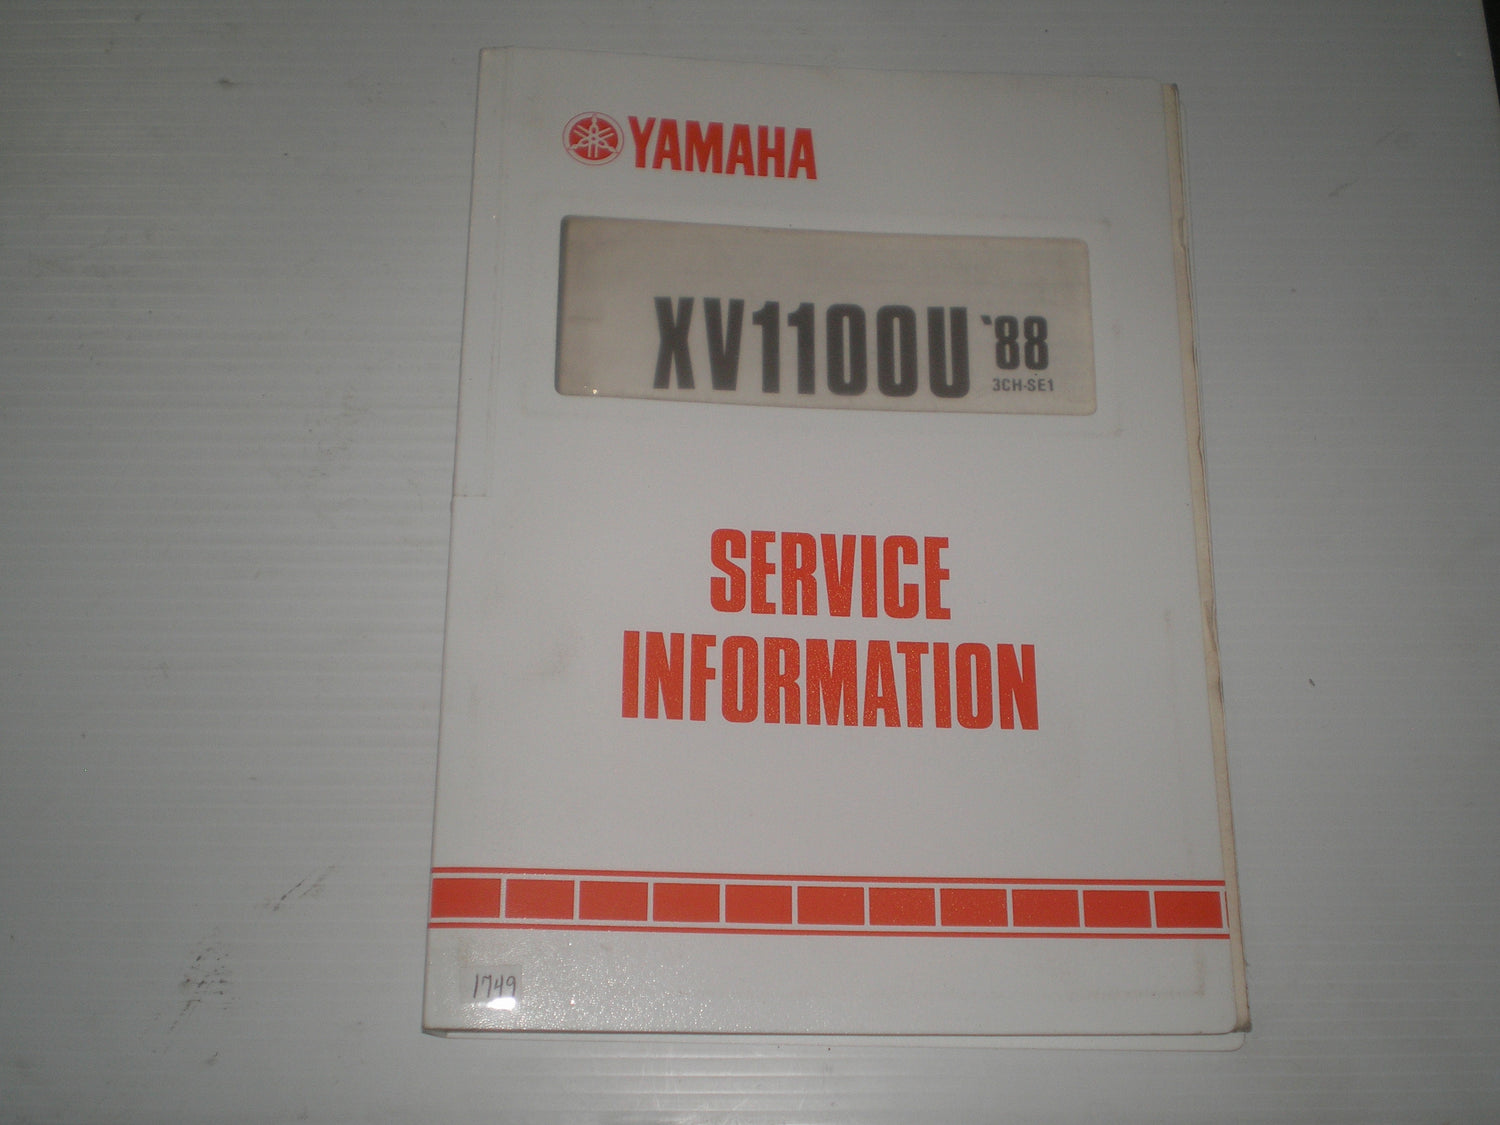 YAMAHA
XV1100U '88
3CH-SE1
SERVICE
INFORMATION
1749